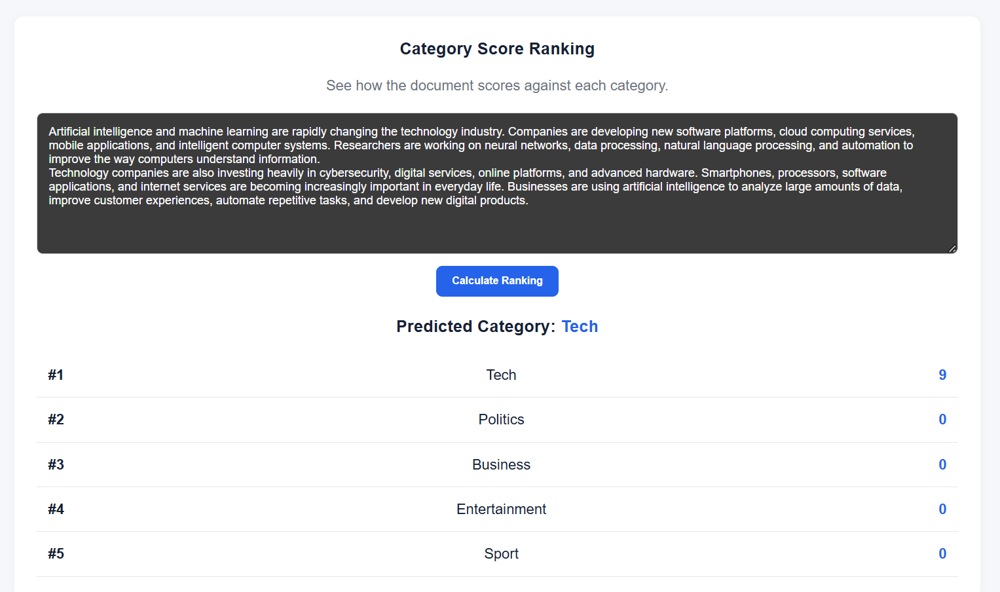 Category Score Ranking
See how the document scores against each category.
Artificial intelligence and machine learning are rapidly changing the technology industry. Companies are developing new software platforms, cloud computing services,
mobile applications, and intelligent computer systems. Researchers are working on neural networks, data processing, natural language processing, and automation to
improve the way computers understand information.
Technology companies are also investing heavily in cybersecurity, digital services, online platforms, and advanced hardware. Smartphones, processors, software
applications, and internet services are becoming increasingly important in everyday life. Businesses are using artificial intelligence to analyze large amounts of data,
improve customer experiences, automate repetitive tasks, and develop new digital products.
Calculate Ranking
Predicted Category: Tech
#1 Tech 9
#2 Politics 0
#3 Business 0
#4 Entertainment 0
#5 Sport 0